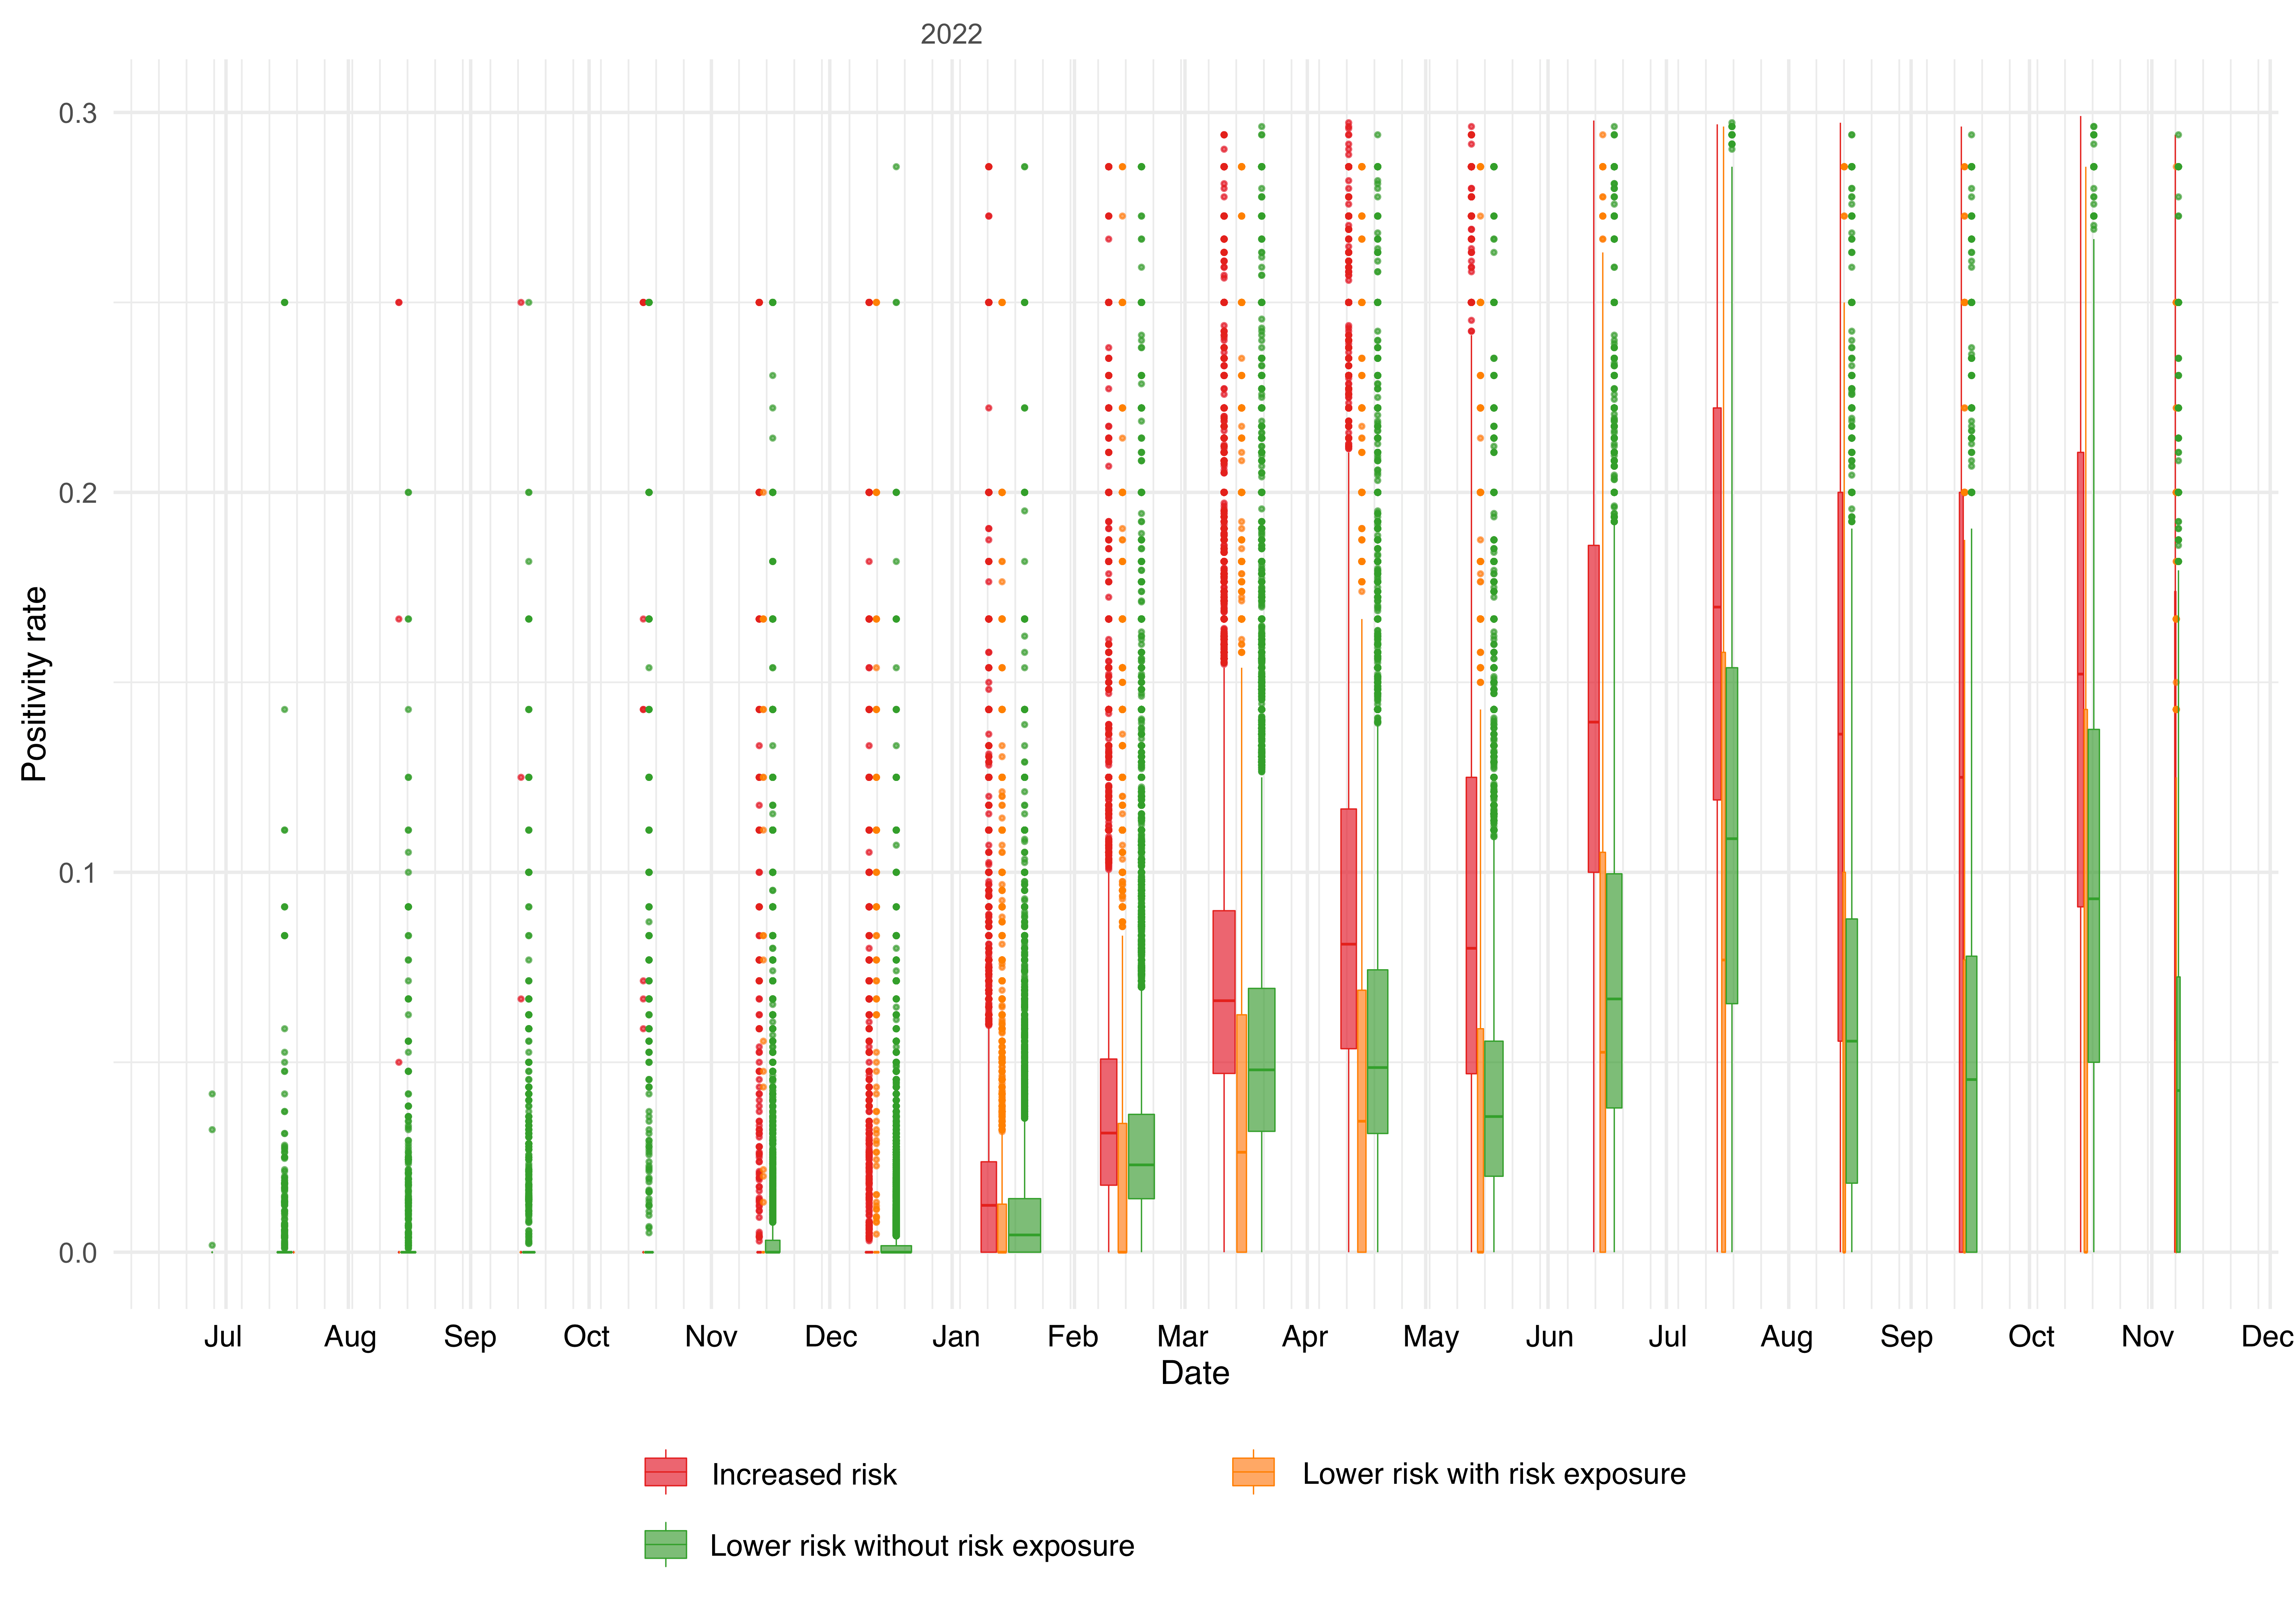 2022
0.3
0.2
0.1
0.0
Positivity rate
Jul Aug Sep Oct Nov Dec Jan Feb Mar Apr May Jun Jul Aug Sep Oct Nov Dec
Date
Increased risk
Lower risk with risk exposure
Lower risk without risk exposure